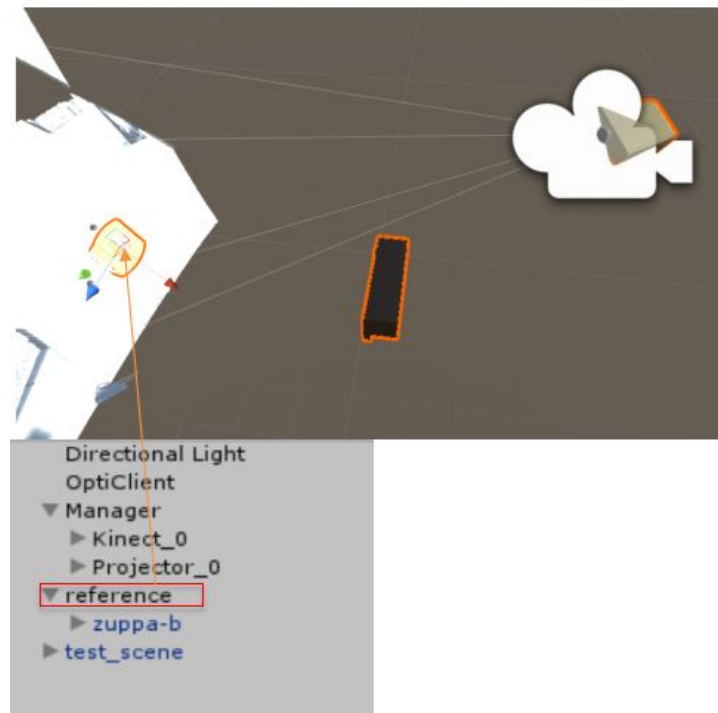 Directional Light
OptiClient
Manager
Kinect_0
Projector_0
reference
zuppa-b
test_scene